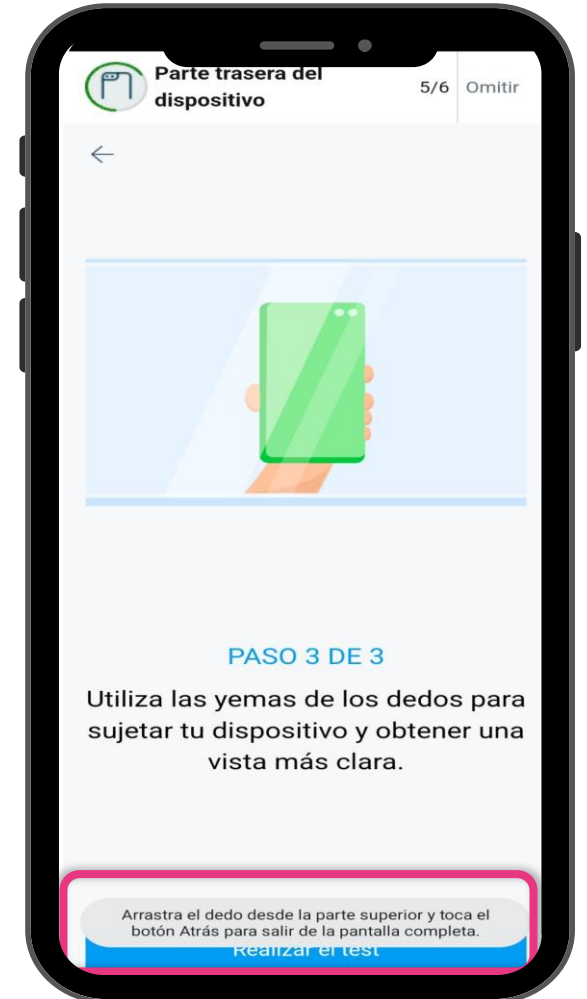 Parte trasera del
dispositivo
5/6
Omitir
PASO 3 DE 3
Utiliza las yemas de los dedos para
sujetar tu dispositivo y obtener una
vista más clara.
Arrastra el dedo desde la parte superior y toca el
botón Atrás para salir de la pantalla completa.
Realizar el test